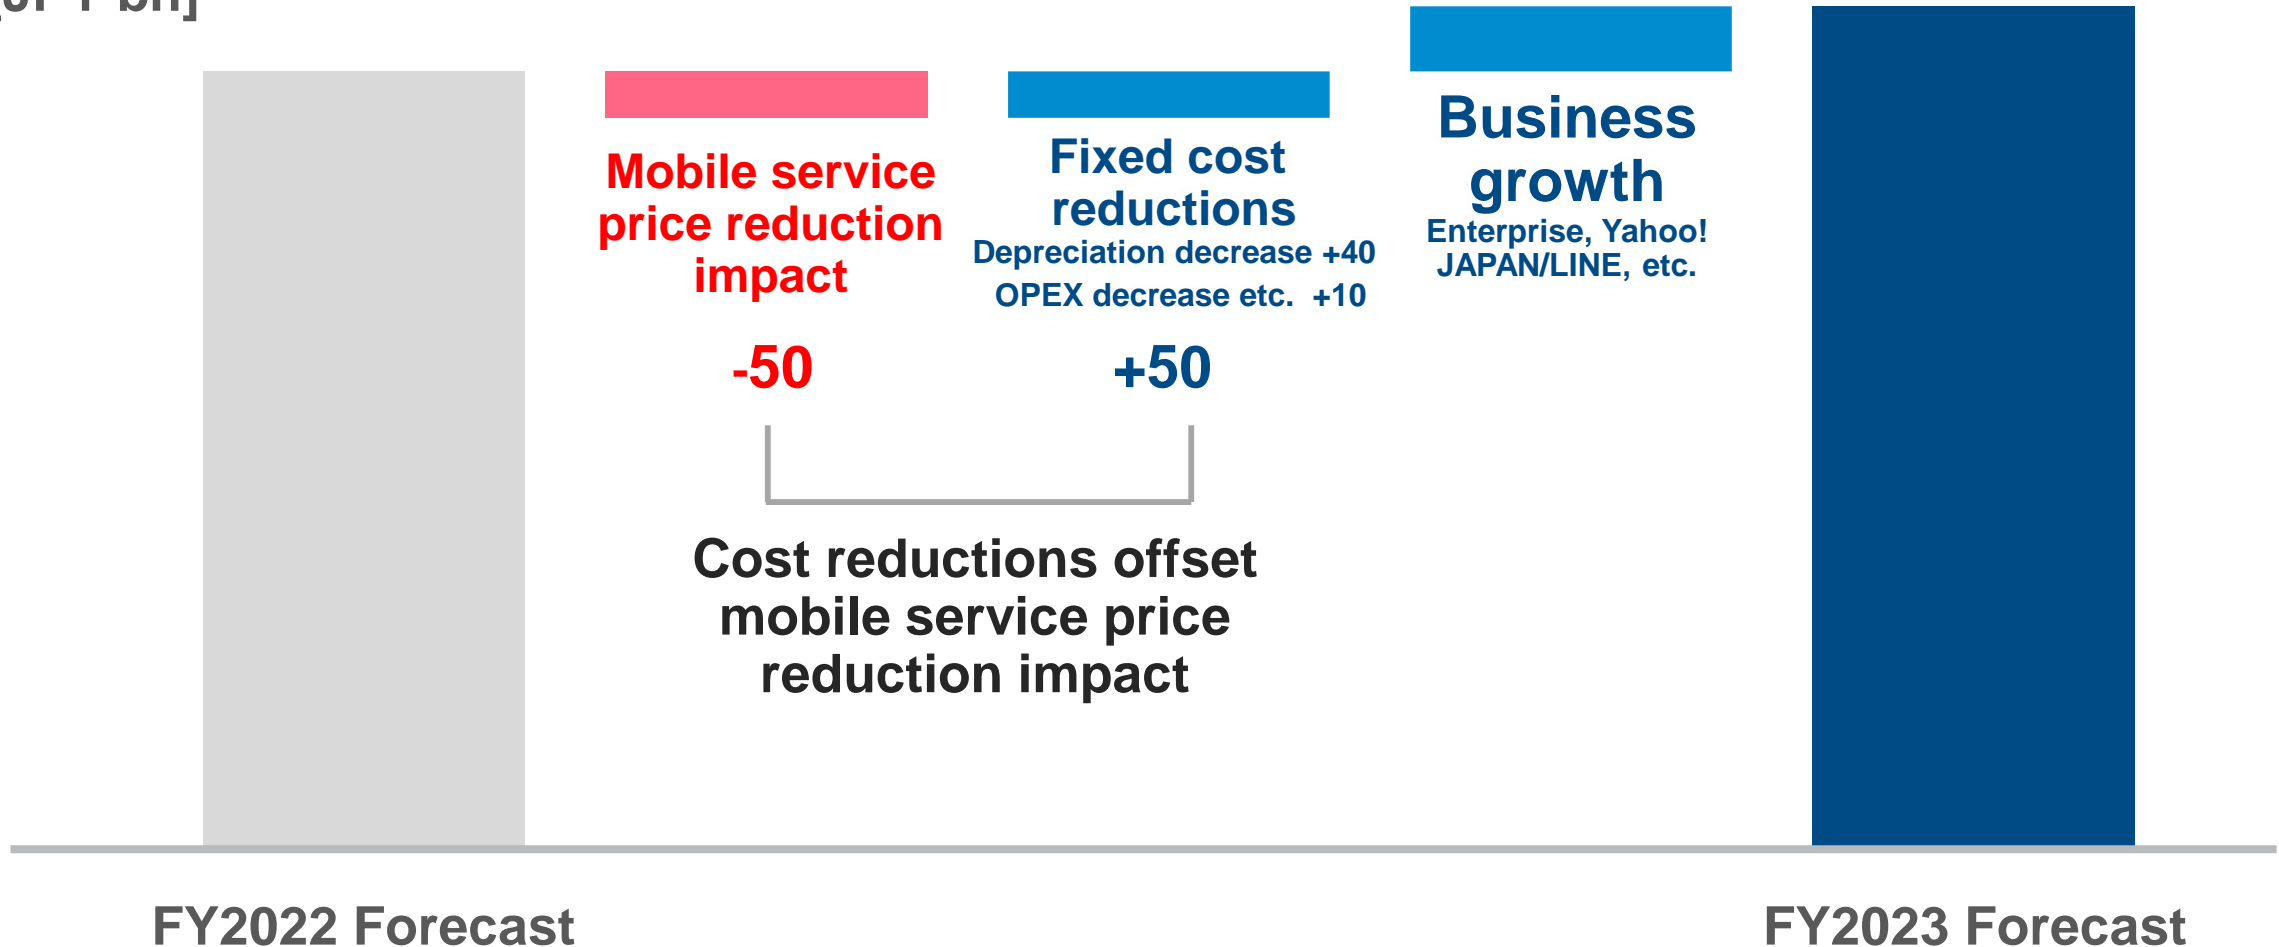 Business
growth
Enterprise, Yahoo!
JAPAN/LINE, etc.
Fixed cost
reductions
Depreciation decrease +40
OPEX decrease etc. +10
+50
Mobile service
price reduction
impact
-50
Cost reductions offset
mobile service price
reduction impact
FY2022 Forecast
FY2023 Forecast